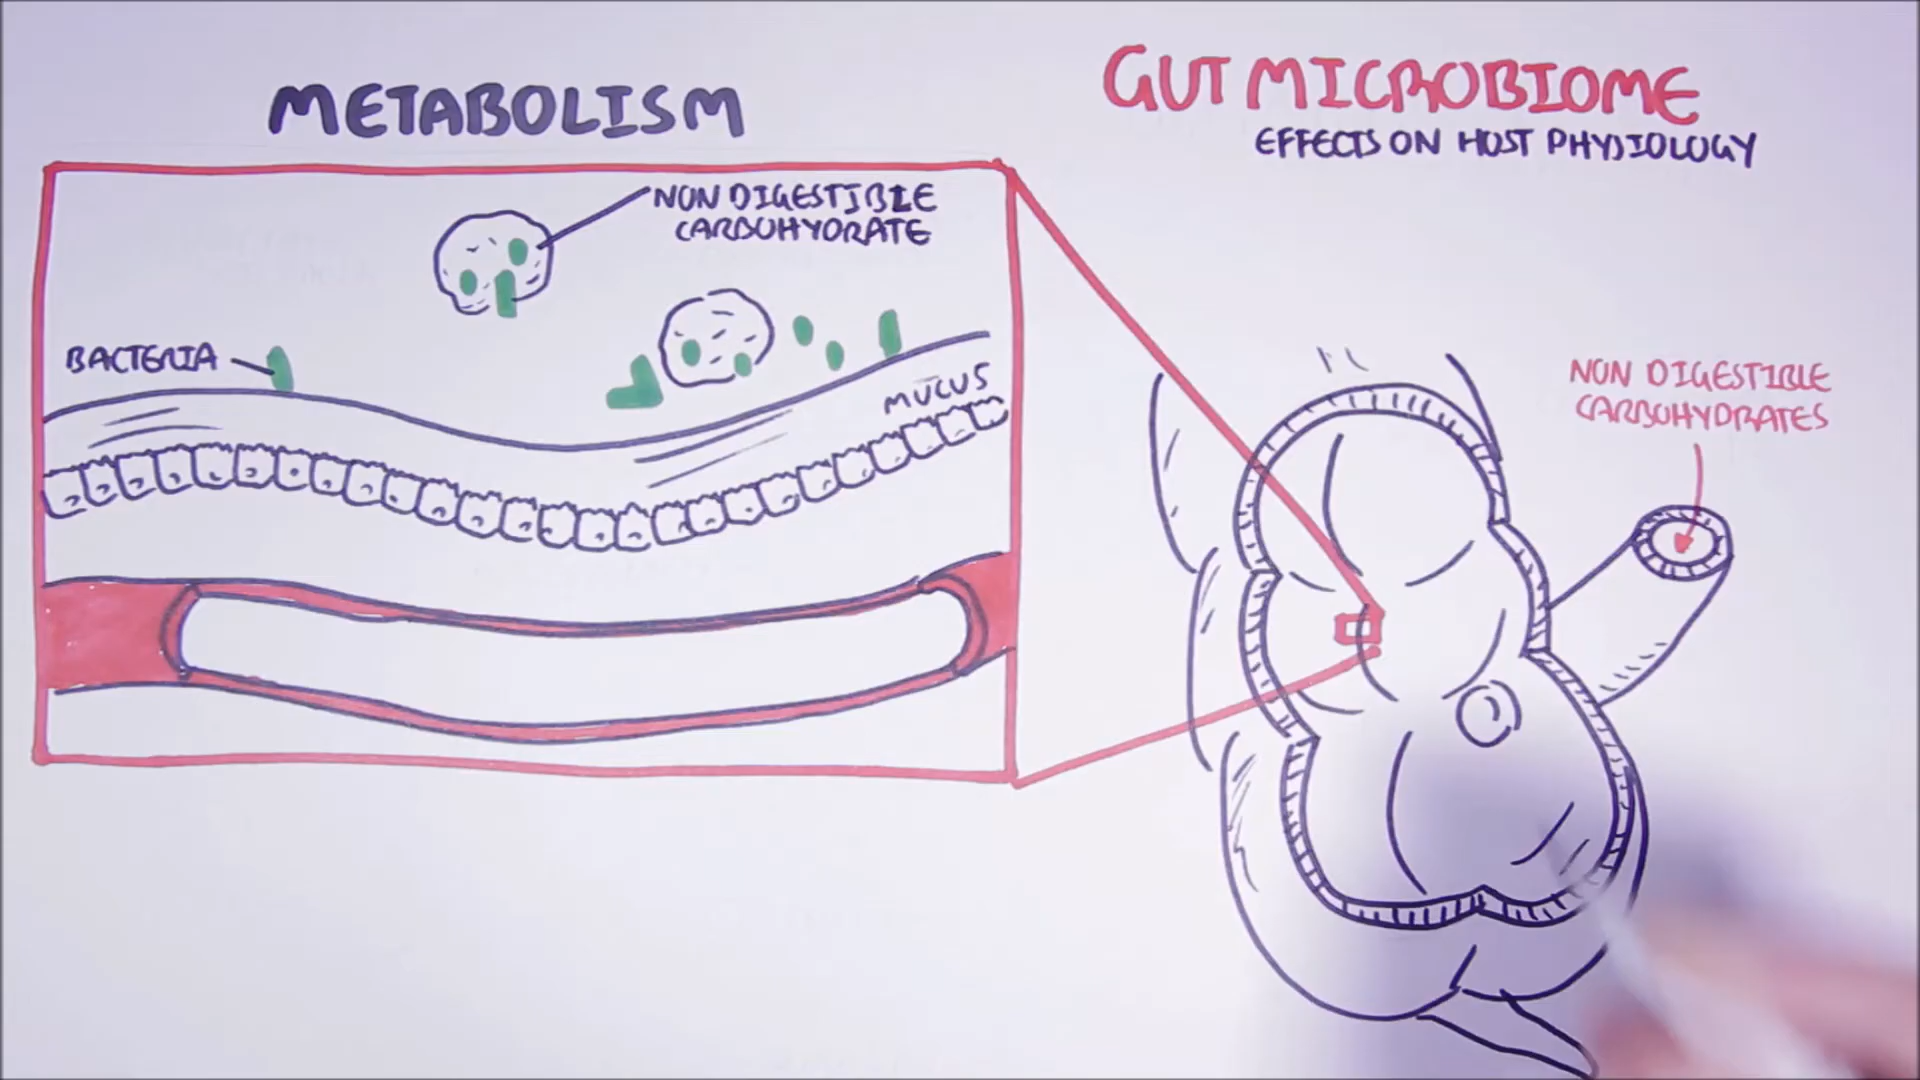 METABOLISM
GUT MICROBIOME
EFFECTS ON HOST PHYSIOLOGY
NON DIGESTIBLE
CARBOHYDRATE
BACTERIA
MUCUS
NON DIGESTIBLE
CARBOHYDRATES